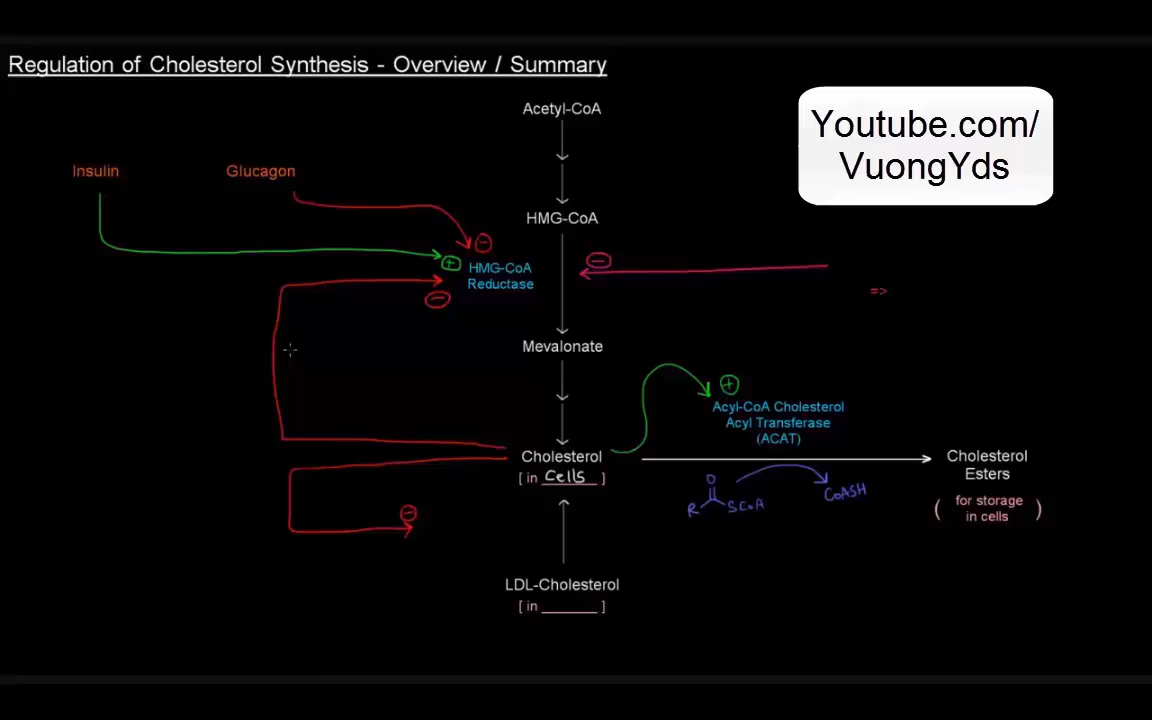 Regulation of Cholesterol Synthesis - Overview / Summary
Youtube.com/
VuongYds
Acetyl-CoA
Insulin
Glucagon
HMG-CoA
HMG-CoA
Reductase
=>
Mevalonate
Acyl-CoA Cholesterol
Acyl Transferase
(ACAT)
Cholesterol
[ in Cells ]
Cholesterol
Esters
O
R
SCoA
CoASH
( for storage
in cells )
LDL-Cholesterol
[ in ______ ]